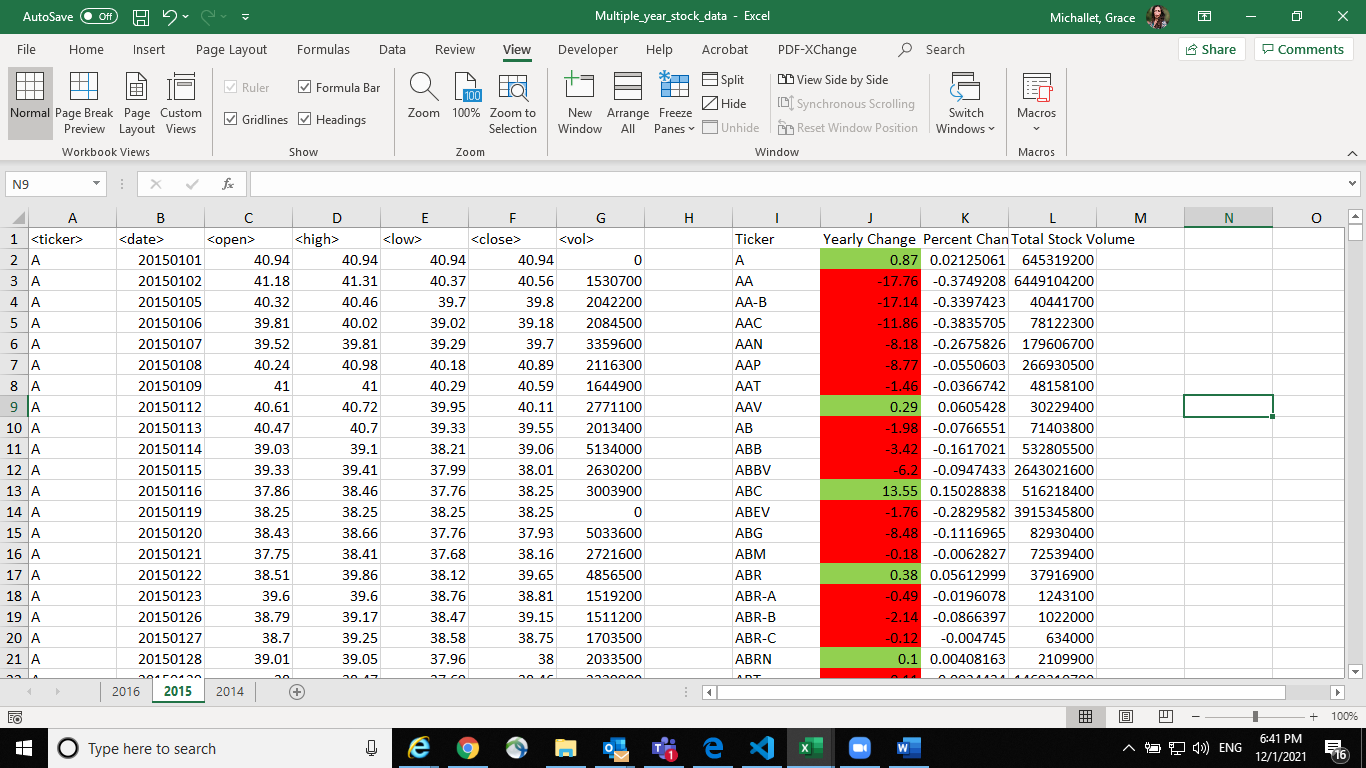 AutoSave Off Multiple_year_stock_data - Excel Michallet, Grace
File Home Insert Page Layout Formulas Data Review View Developer Help Acrobat PDF-XChange Search Share Comments
Normal Page Break Preview Page Layout Custom Views
Workbook Views
Ruler Formula Bar
Gridlines Headings
Show
Zoom 100 100% Zoom to Selection
Zoom
New Window Arrange All Freeze Panes
Split View Side by Side
Hide Synchronous Scrolling
Unhide Reset Window Position
Switch Windows
Window
Macros
Macros
N9 fx
A B C D E F G H I J K L M N O
1 <ticker> <date> <open> <high> <low> <close> <vol> Ticker Yearly Change Percent Chan Total Stock Volume
2 A 20150101 40.94 40.94 40.94 40.94 0 A 0.87 0.02125061 645319200
3 A 20150102 41.18 41.31 40.37 40.56 1530700 AA -17.76 -0.3749208 6449104200
4 A 20150105 40.32 40.46 39.7 39.8 2042200 AA-B -17.14 -0.3397423 40441700
5 A 20150106 39.81 40.02 39.02 39.18 2084500 AAC -11.86 -0.3835705 78122300
6 A 20150107 39.52 39.81 39.29 39.7 3359600 AAN -8.18 -0.2675826 179606700
7 A 20150108 40.24 40.98 40.18 40.89 2116300 AAP -8.77 -0.0550603 266930500
8 A 20150109 41 41 40.29 40.59 1644900 AAT -1.46 -0.0366742 48158100
9 A 20150112 40.61 40.72 39.95 40.11 2771100 AAV 0.29 0.0605428 30229400
10 A 20150113 40.47 40.7 39.33 39.55 2013400 AB -1.98 -0.0766551 71403800
11 A 20150114 39.03 39.1 38.21 39.06 5134000 ABB -3.42 -0.1617021 532805500
12 A 20150115 39.33 39.41 37.99 38.01 2630200 ABBV -6.2 -0.0947433 2643021600
13 A 20150116 37.86 38.46 37.76 38.25 3003900 ABC 13.55 0.15028838 516218400
14 A 20150119 38.25 38.25 38.25 38.25 0 ABEV -1.76 -0.2829582 3915345800
15 A 20150120 38.43 38.66 37.76 37.93 5033600 ABG -8.48 -0.1116965 82930400
16 A 20150121 37.75 38.41 37.68 38.16 2721600 ABM -0.18 -0.0062827 72539400
17 A 20150122 38.51 39.86 38.12 39.65 4856500 ABR 0.38 0.05612999 37916900
18 A 20150123 39.6 39.6 38.76 38.81 1519200 ABR-A -0.49 -0.0196078 1243100
19 A 20150126 38.79 39.17 38.47 39.15 1511200 ABR-B -2.14 -0.0866397 1022000
20 A 20150127 38.7 39.25 38.58 38.75 1703500 ABR-C -0.12 -0.004745 634000
21 A 20150128 39.01 39.05 37.96 38 2033500 ABRN 0.1 0.00408163 2109900
2016 2015 2014
100%
Type here to search 1 ENG 6:41 PM
12/1/2021 16